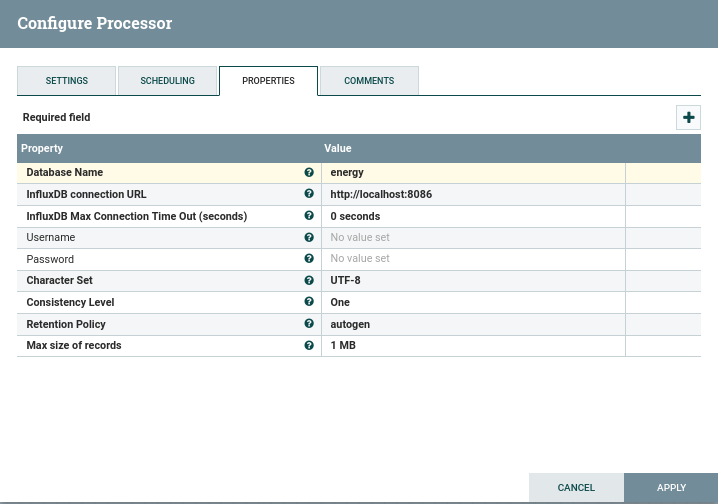 Configure Processor
SETTINGS SCHEDULING PROPERTIES COMMENTS
Required field
Property Value
Database Name energy
InfluxDB connection URL http://localhost:8086
InfluxDB Max Connection Time Out (seconds) 0 seconds
Username No value set
Password No value set
Character Set UTF-8
Consistency Level One
Retention Policy autogen
Max size of records 1 MB
CANCEL APPLY